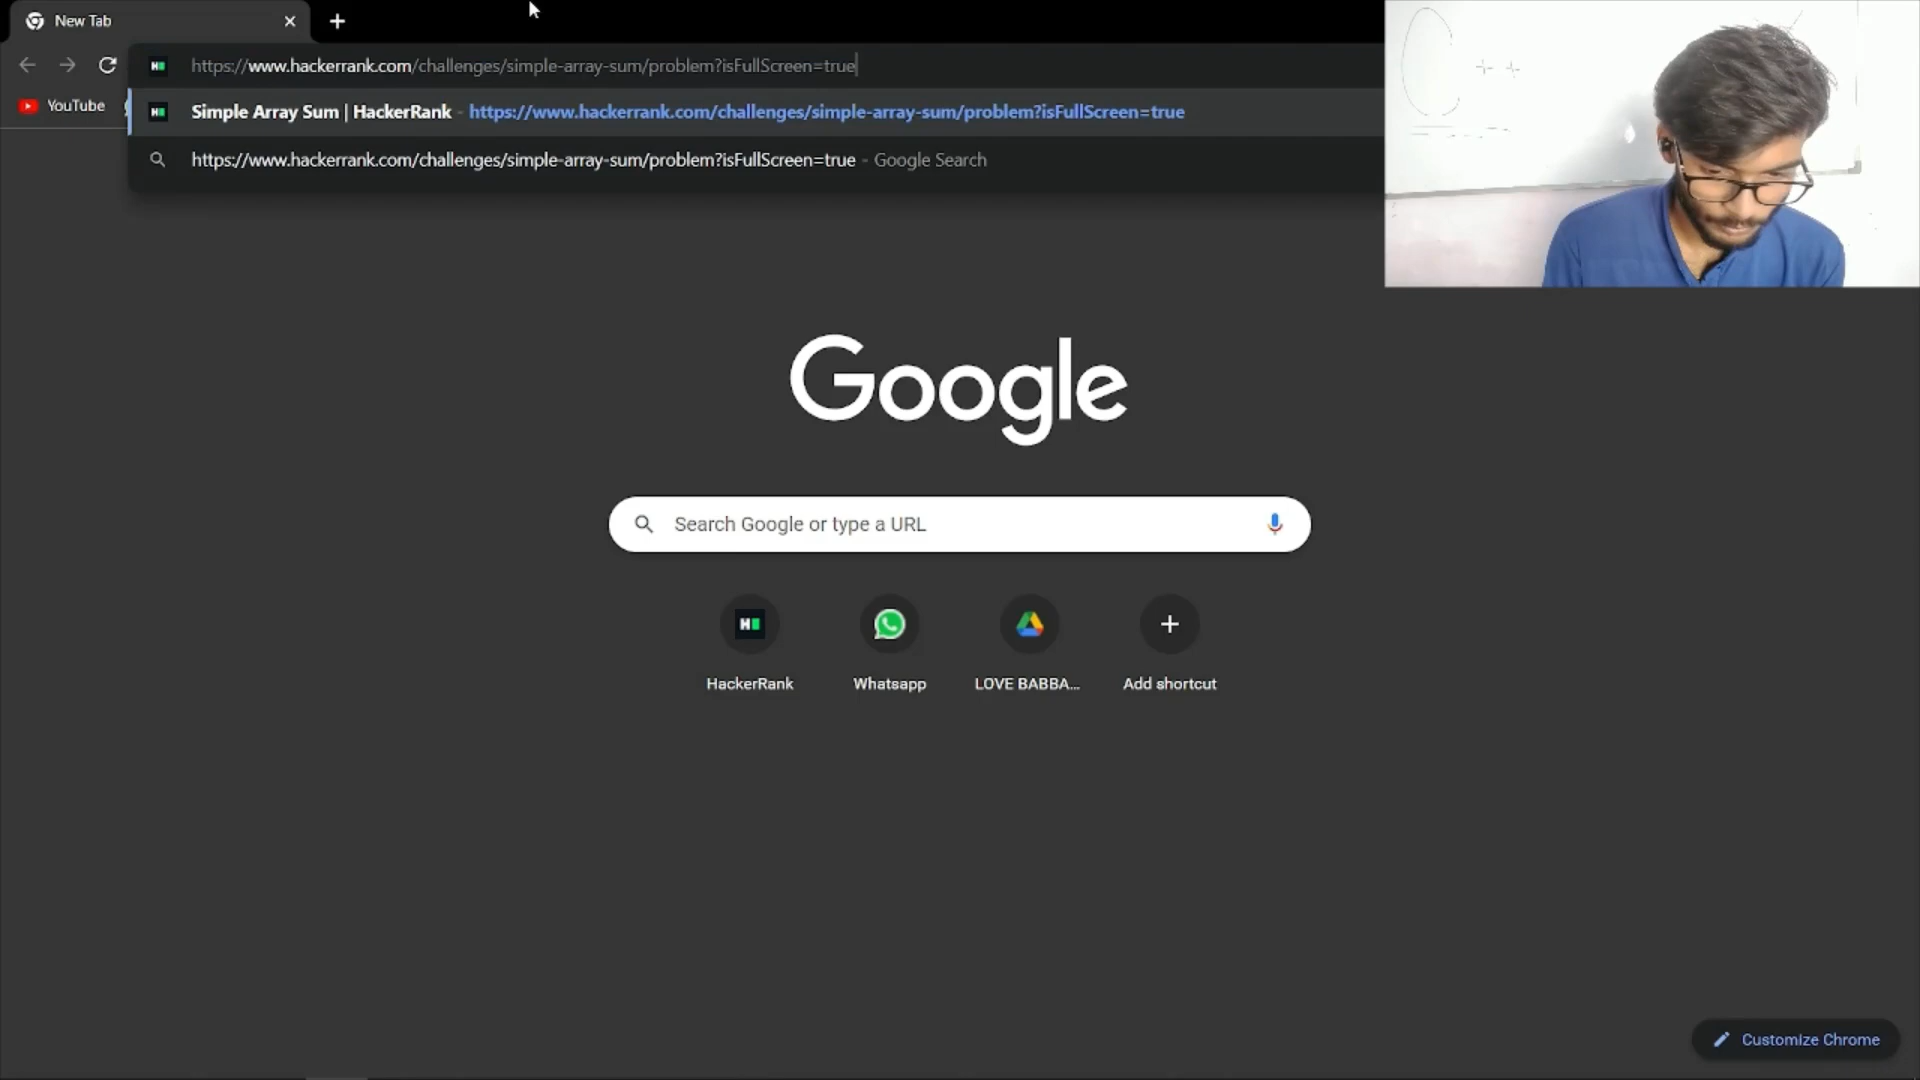 New Tab
https://www.hackerrank.com/challenges/simple-array-sum/problem?isFullScreen=true
YouTube
Simple Array Sum | HackerRank - https://www.hackerrank.com/challenges/simple-array-sum/problem?isFullScreen=true
https://www.hackerrank.com/challenges/simple-array-sum/problem?isFullScreen=true - Google Search
C++
Google
Search Google or type a URL
HackerRank
Whatsapp
LOVE BABBA...
Add shortcut
Customize Chrome